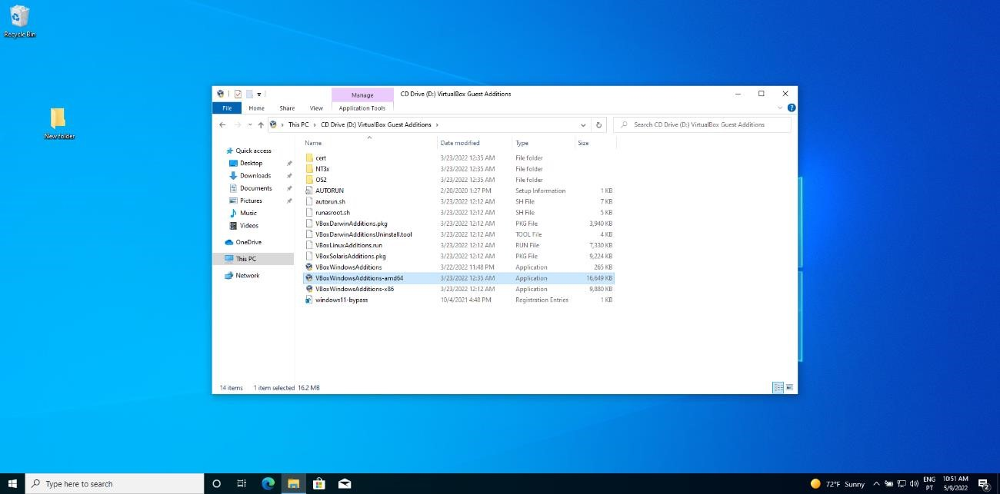 Recycle Bin
New folder
Manage
CD Drive (D:) VirtualBox Guest Additions
File Home Share View Application Tools
This PC CD Drive (D:) VirtualBox Guest Additions
Search CD Drive (D:) VirtualBox Guest Additions
Quick access
Desktop
Downloads
Documents
Pictures
Music
Videos
OneDrive
This PC
Network
Name Date modified Type Size
cert 3/23/2022 12:35 AM File folder
NT3x 3/23/2022 12:35 AM File folder
OS2 3/23/2022 12:35 AM File folder
AUTORUN 2/20/2020 1:27 PM Setup Information 1 KB
autorun.sh 3/23/2022 12:12 AM SH File 7 KB
runasroot.sh 3/23/2022 12:12 AM SH File 5 KB
VBoxDarwinAdditions.pkg 3/23/2022 12:12 AM PKG File 3,940 KB
VBoxDarwinAdditionsUninstall.tool 3/23/2022 12:12 AM TOOL File 4 KB
VBoxLinuxAdditions.run 3/23/2022 12:12 AM RUN File 7,330 KB
VBoxSolarisAdditions.pkg 3/23/2022 12:12 AM PKG File 9,224 KB
VBoxWindowsAdditions 3/22/2022 11:48 PM Application 265 KB
VBoxWindowsAdditions-amd64 3/23/2022 12:35 AM Application 16,649 KB
VBoxWindowsAdditions-x86 3/23/2022 12:12 AM Application 9,880 KB
windows11-bypass 10/4/2021 4:48 PM Registration Entries 1 KB
14 items 1 item selected 16.2 MB
Type here to search
72°F Sunny
ENG
PT
10:51 AM
5/9/2022
2